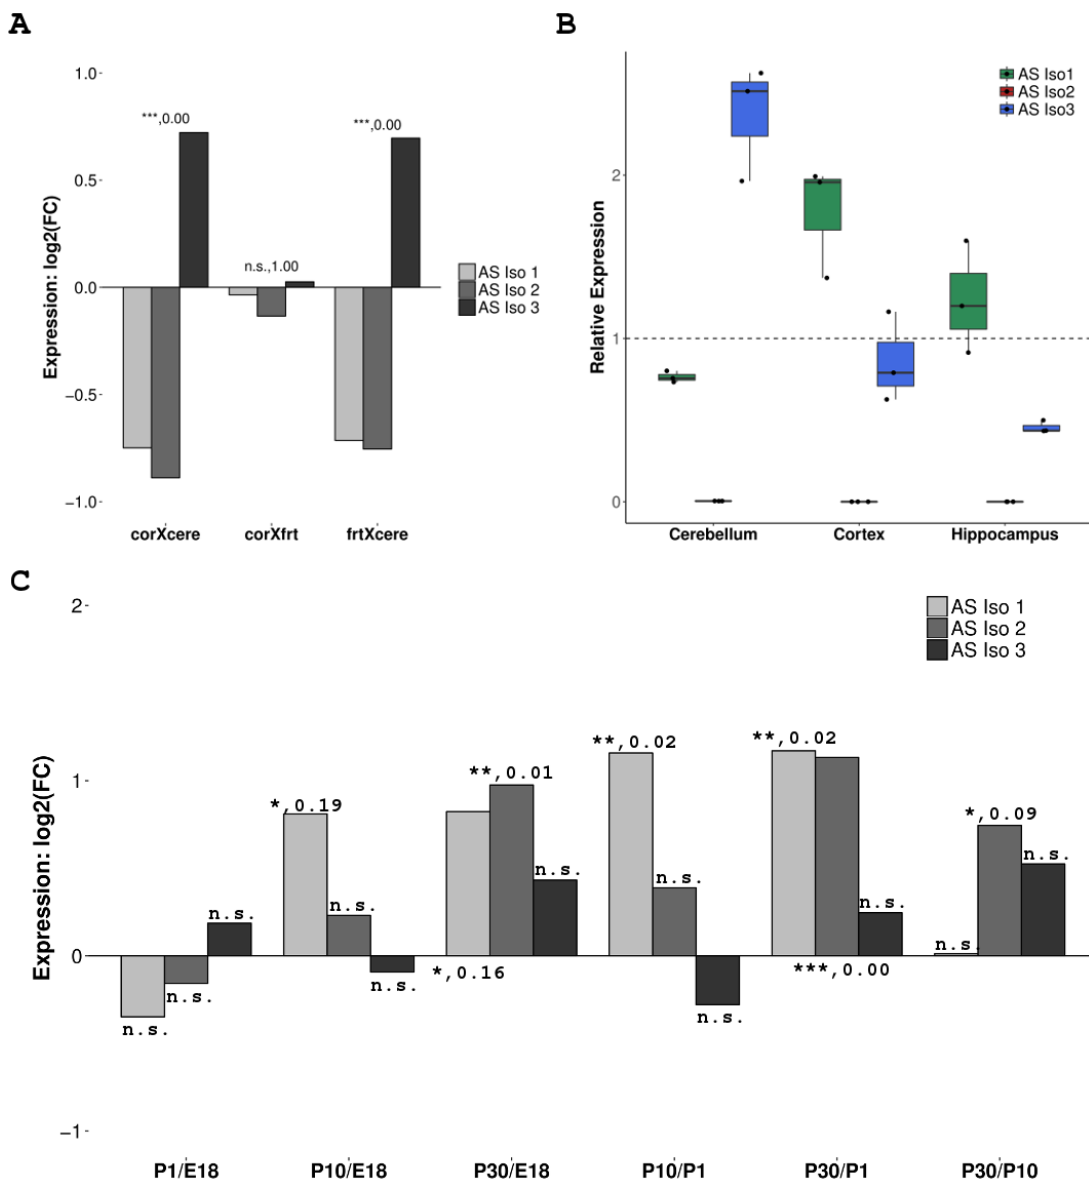 A
1.0-
0.5-
0.0-
−0.5-
−1.0-
Expression: log2(FC)
***,0.00
n.s.,1.00
***,0.00
AS Iso 1
AS Iso 2
AS Iso 3
corXcere
corXfrt
frtXcere
B
2
1
0
Relative Expression
AS Iso1
AS Iso2
AS Iso3
Cerebellum
Cortex
Hippocampus
C
2-
1-
0-
−1-
Expression: log2(FC)
AS Iso 1
AS Iso 2
AS Iso 3
n.s.
n.s.
n.s.
*,0.19
n.s.
n.s.
*,0.16
**,0.01
n.s.
**,0.02
n.s.
n.s.
**,0.02
***,0.00
n.s.
n.s.
*,0.09
n.s.
P1/E18
P10/E18
P30/E18
P10/P1
P30/P1
P30/P10